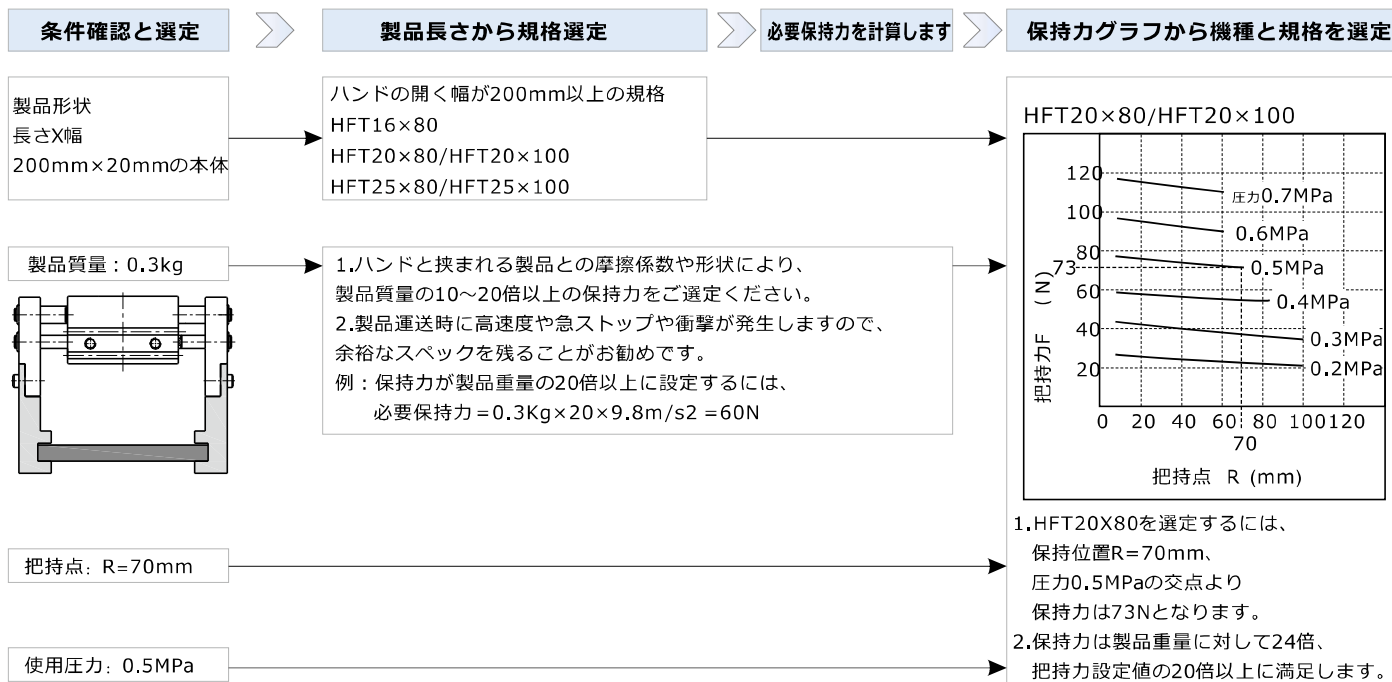 条件確認と選定
製品長さから規格選定
必要保持力を計算します
保持力グラフから機種と規格を選定
製品形状
長さX幅
200mm×20mmの本体
ハンドの開く幅が200mm以上の規格
HFT16×80
HFT20×80/HFT20×100
HFT25×80/HFT25×100
製品質量：0.3kg
1.ハンドと挟まれる製品との摩擦係数や形状により、
製品質量の10～20倍以上の保持力をご選定ください。
2.製品運送時に高速度や急ストップや衝撃が発生しますので、
余裕なスペックを残ることがお勧めです。
例：保持力が製品重量の20倍以上に設定するには、
必要保持力＝0.3Kg×20×9.8m/s2 =60N
把持点: R=70mm
使用圧力: 0.5MPa
HFT20×80/HFT20×100
120
100
80
73
60
40
20
把持力F (N)
圧力0.7MPa
0.6MPa
0.5MPa
0.4MPa
0.3MPa
0.2MPa
0 20 40 60 80 100 120
70
把持点 R (mm)
1.HFT20X80を選定するには、
保持位置R=70mm、
圧力0.5MPaの交点より
保持力は73Nとなります。
2.保持力は製品重量に対して24倍、
把持力設定値の20倍以上に満足します。